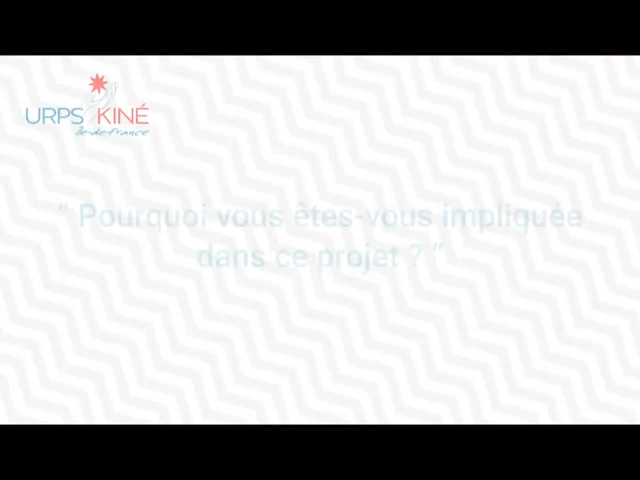 URPS KINÉ
Île-de-France
“ Pourquoi vous êtes-vous impliquée
dans ce projet ? ”